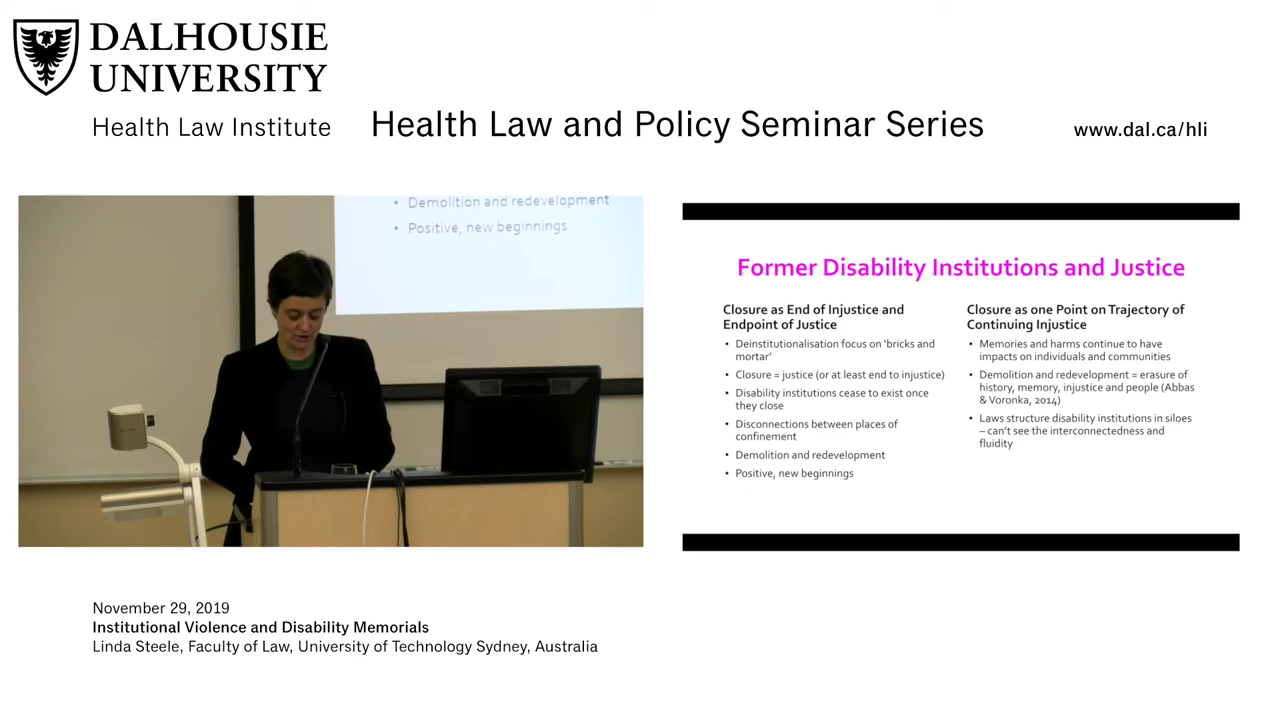 DALHOUSIE
UNIVERSITY
Health Law Institute
Health Law and Policy Seminar Series
www.dal.ca/hli
• Demolition and redevelopment
• Positive, new beginnings
Former Disability Institutions and Justice
Closure as End of Injustice and
Endpoint of Justice
• Deinstitutionalisation focus on ‘bricks and
mortar’
• Closure = justice (or at least end to injustice)
• Disability institutions cease to exist once
they close
• Disconnections between places of
confinement
• Demolition and redevelopment
• Positive, new beginnings
Closure as one Point on Trajectory of
Continuing Injustice
• Memories and harms continue to have
impacts on individuals and communities
• Demolition and redevelopment = erasure of
history, memory, injustice and people (Abbas
& Voronka, 2014)
• Laws structure disability institutions in siloes
– can’t see the interconnectedness and
fluidity
November 29, 2019
Institutional Violence and Disability Memorials
Linda Steele, Faculty of Law, University of Technology Sydney, Australia